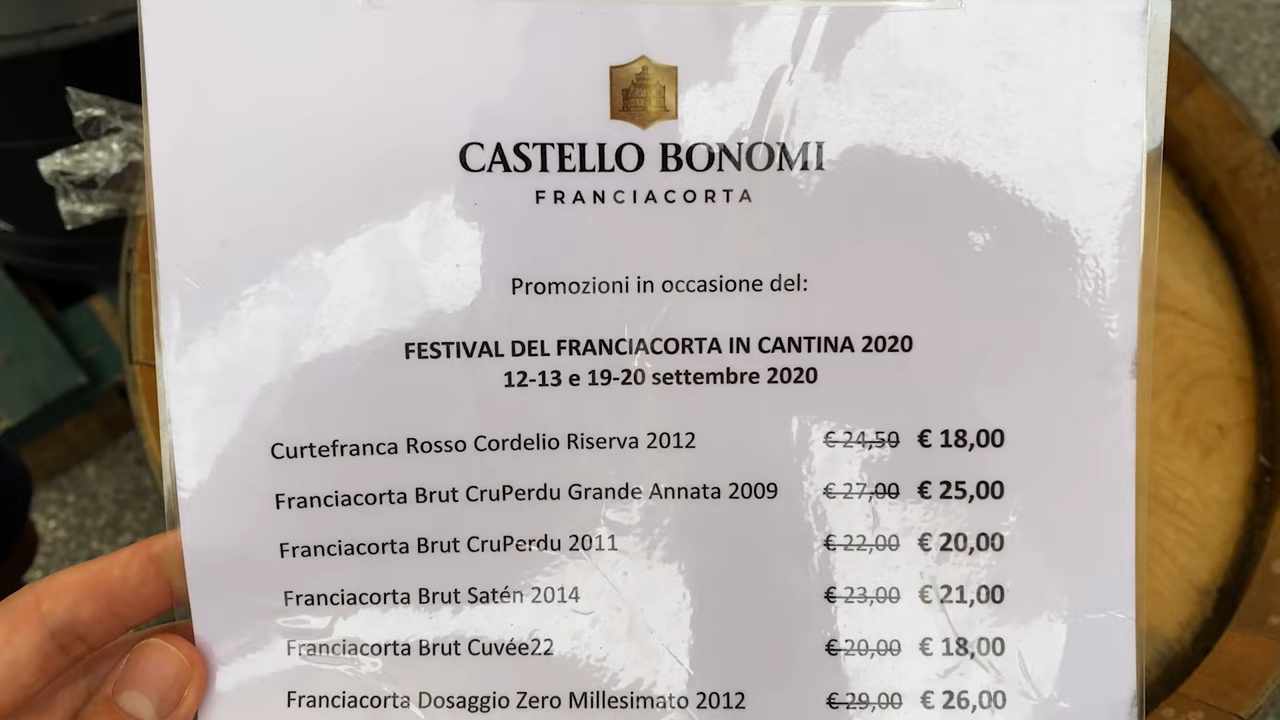 CASTELLO BONOMI
FRANCIACORTA
Promozioni in occasione del:
FESTIVAL DEL FRANCIACORTA IN CANTINA 2020
12-13 e 19-20 settembre 2020
Curtefranca Rosso Cordelio Riserva 2012 € 24,50 € 18,00
Franciacorta Brut CruPerdu Grande Annata 2009 € 27,00 € 25,00
Franciacorta Brut CruPerdu 2011 € 22,00 € 20,00
Franciacorta Brut Satén 2014 € 23,00 € 21,00
Franciacorta Brut Cuvée22 € 20,00 € 18,00
Franciacorta Dosaggio Zero Millesimato 2012 € 29,00 € 26,00